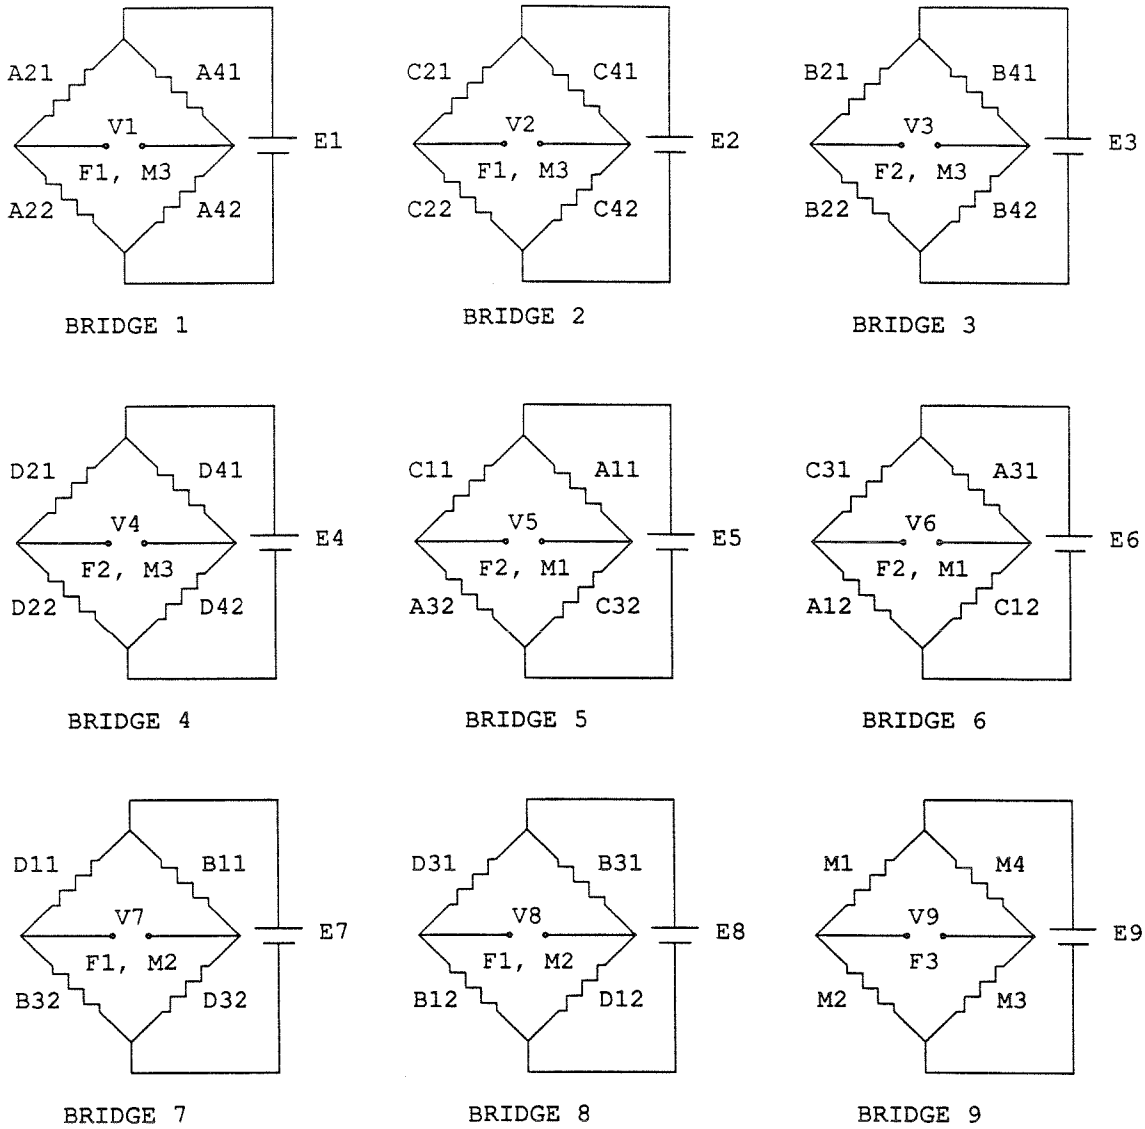 A21 A41
V1
E1
F1, M3
A22 A42
BRIDGE 1
C21 C41
V2
E2
F1, M3
C22 C42
BRIDGE 2
B21 B41
V3
E3
F2, M3
B22 B42
BRIDGE 3
D21 D41
V4
E4
F2, M3
D22 D42
BRIDGE 4
C11 A11
V5
E5
F2, M1
A32 C32
BRIDGE 5
C31 A31
V6
E6
F2, M1
A12 C12
BRIDGE 6
D11 B11
V7
E7
F1, M2
B32 D32
BRIDGE 7
D31 B31
V8
E8
F1, M2
B12 D12
BRIDGE 8
M1 M4
V9
E9
F3
M2 M3
BRIDGE 9